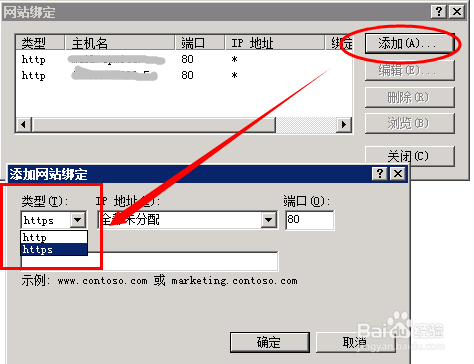 网站绑定
类型 主机名 端口 IP 地址 绑定
http 80 *
http 80 *
添加(A)...
编辑(E)...
删除(R)
浏览(B)
关闭(C)
添加网站绑定
类型(T): IP 地址 端口(O):
https 全部未分配 80
http
https
示例: www.contoso.com 或 marketing.contoso.com
确定 取消
Baidu 经验
jingyan.baidu.com